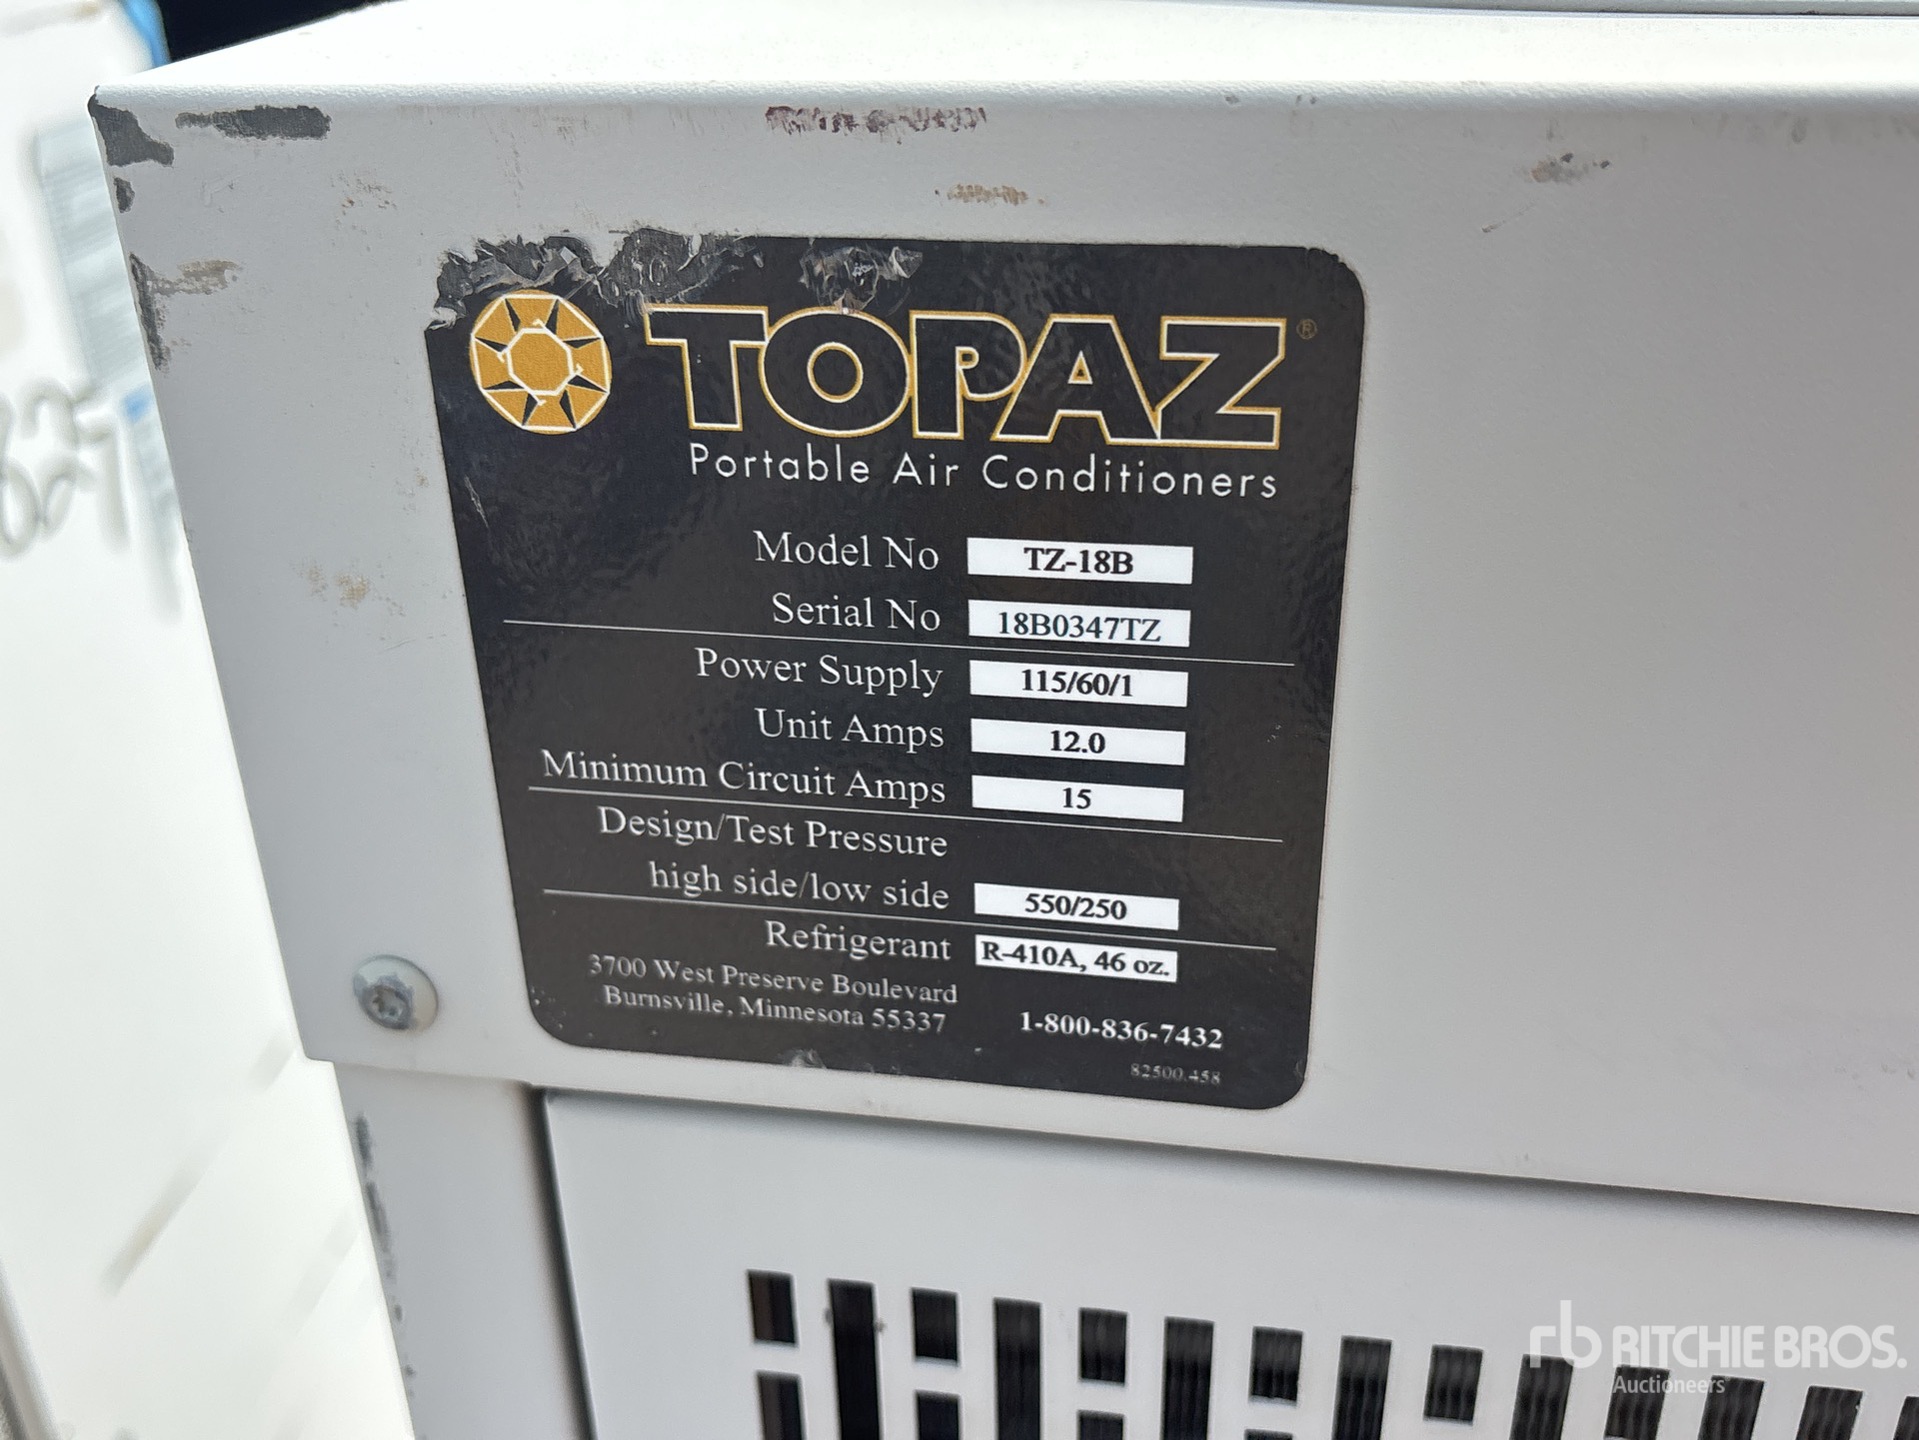 TOPAZ®
Portable Air Conditioners
Model No TZ-18B
Serial No 18B0347TZ
Power Supply 115/60/1
Unit Amps 12.0
Minimum Circuit Amps 15
Design/Test Pressure
high side/low side 550/250
Refrigerant R-410A, 46 oz.
3700 West Preserve Boulevard
Burnsville, Minnesota 55337
1-800-836-7432
82500.458
rb RITCHIE BROS.
Auctioneers